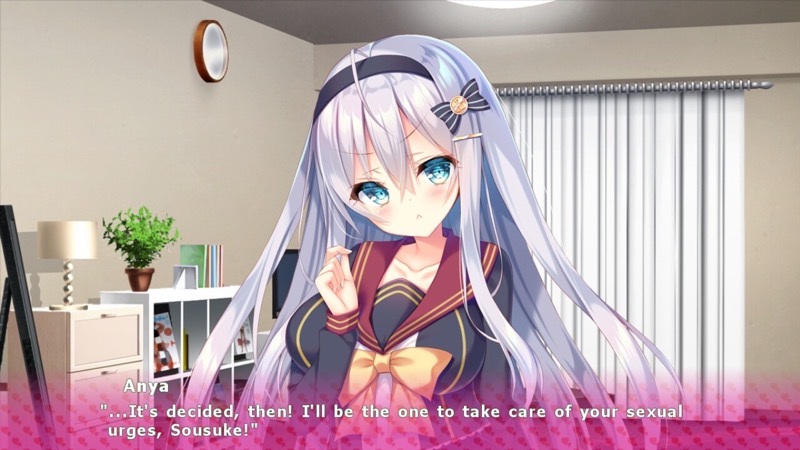 Anya
"...It's decided, then! I'll be the one to take care of your sexual
urges, Sousuke!"